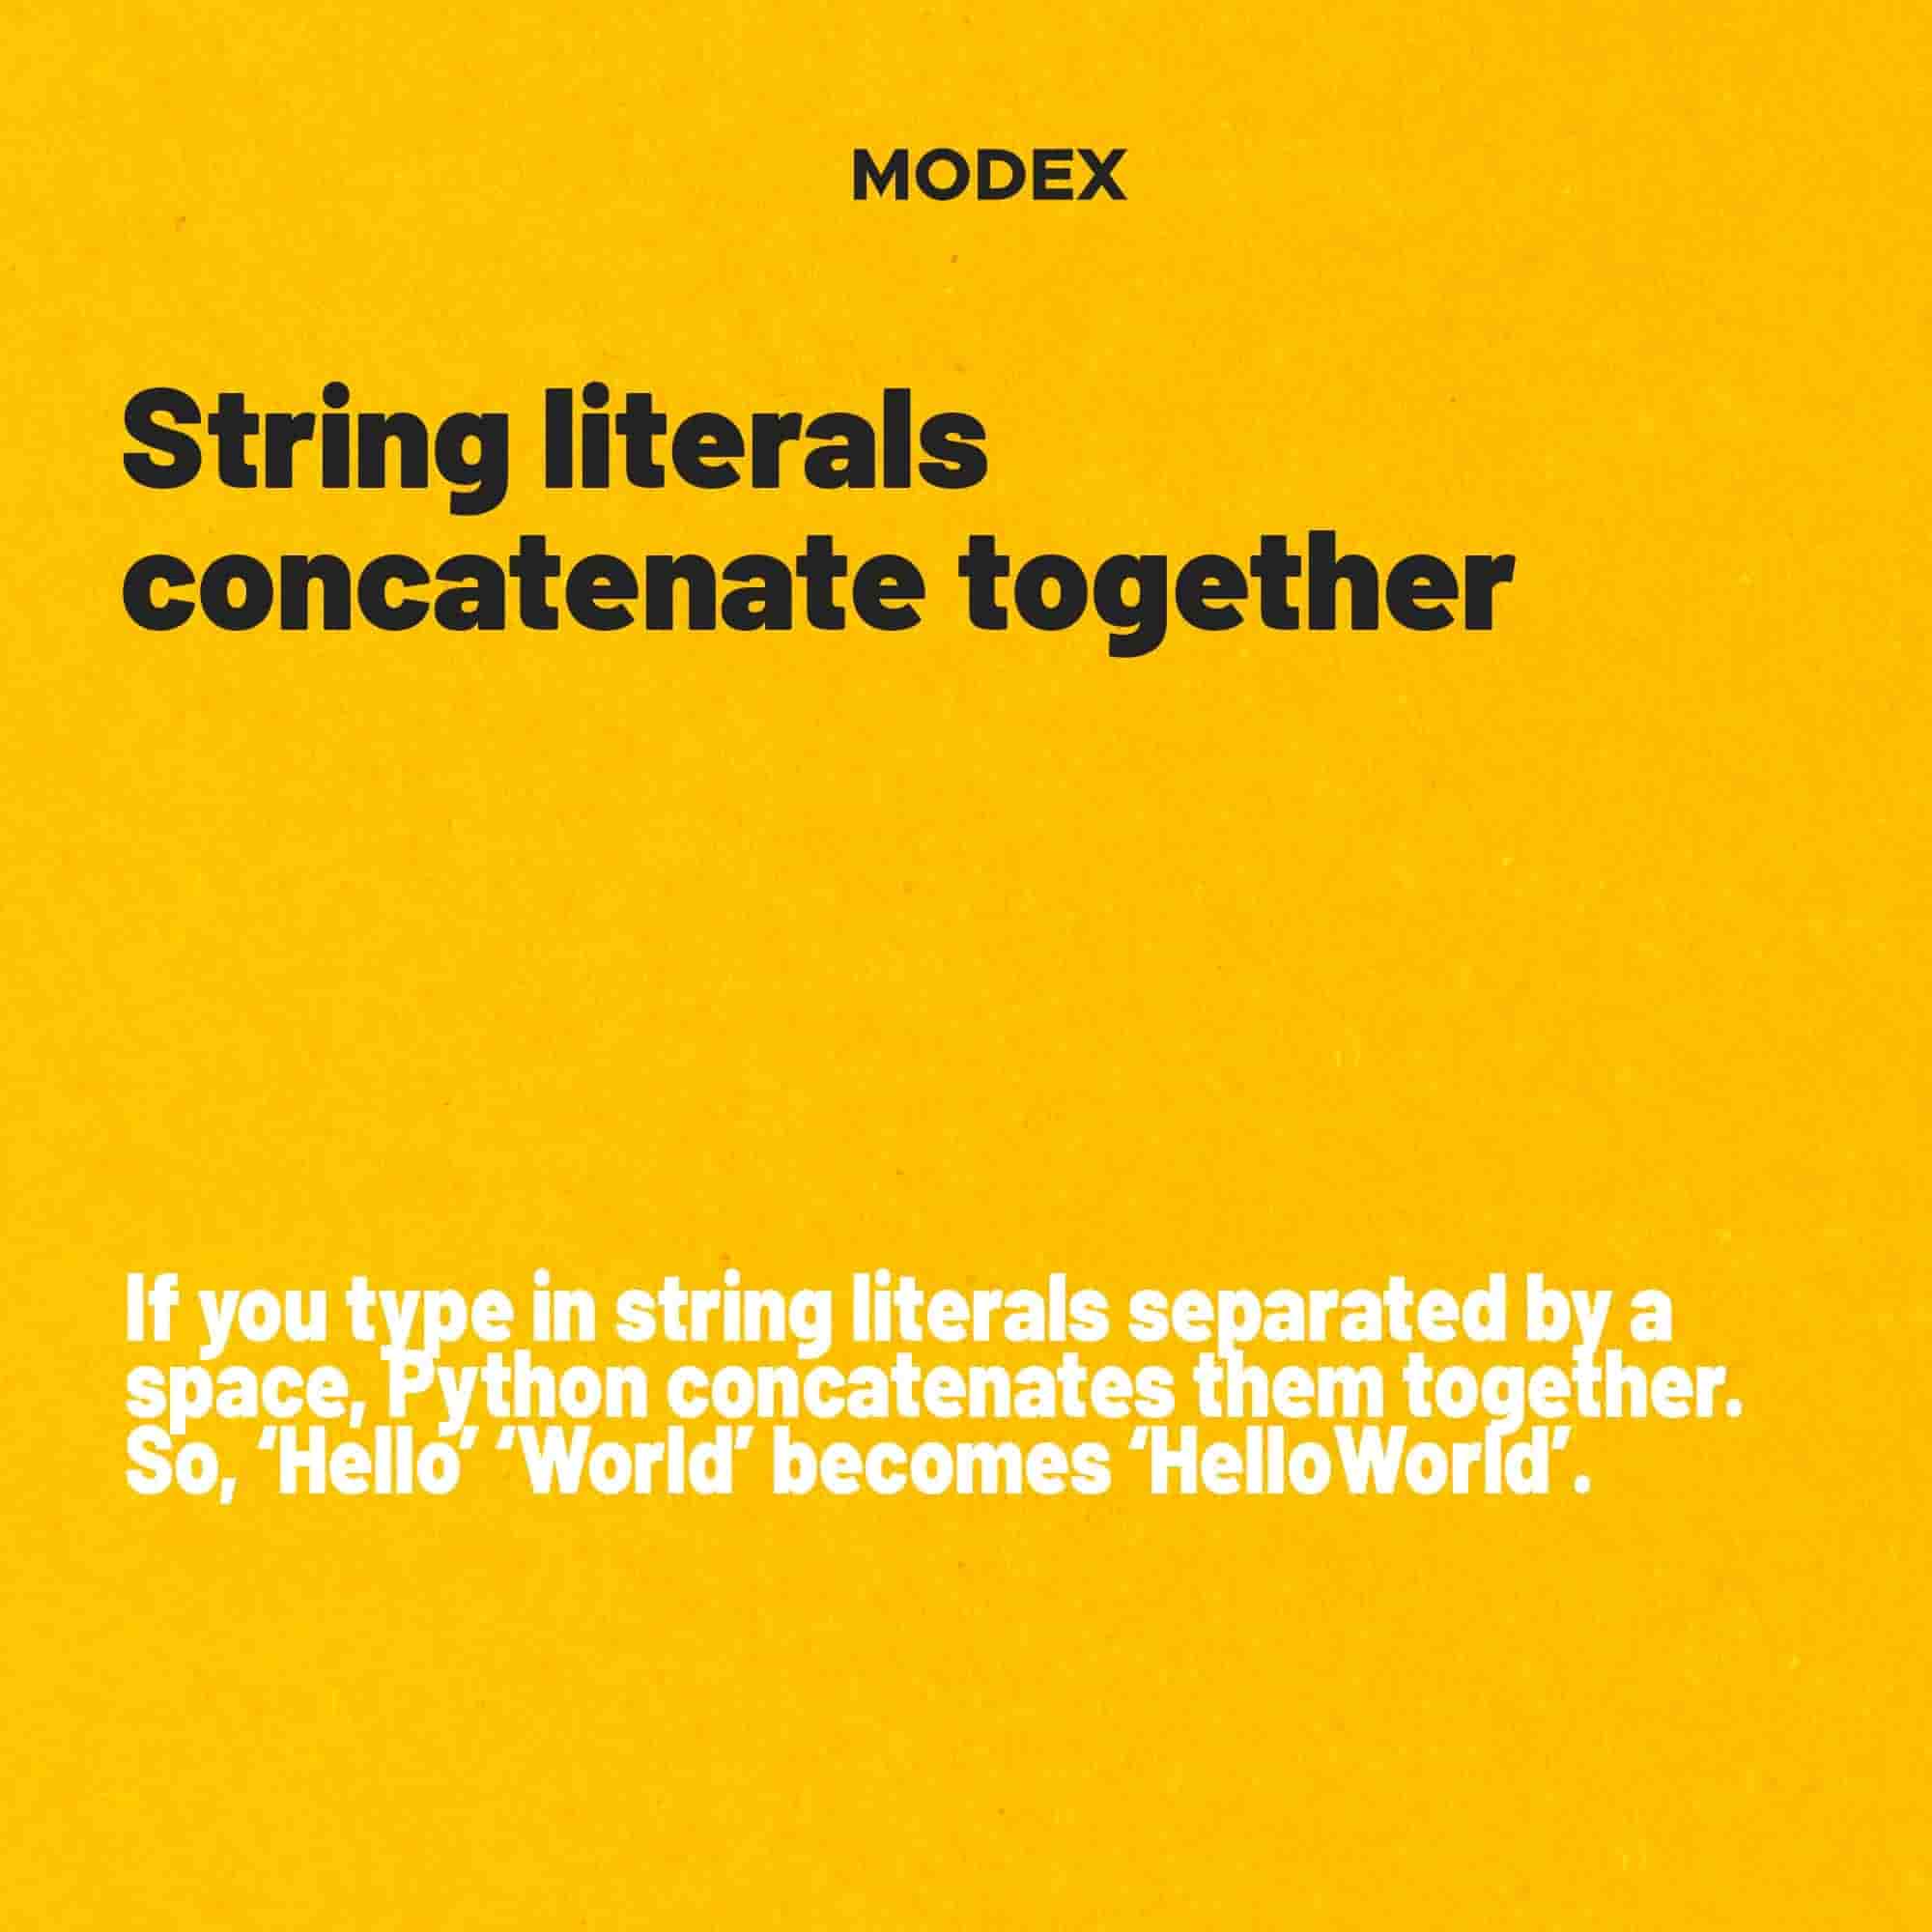 MODEX
String literals
concatenate together
If you type in string literals separated by a
space, Python concatenates them together.
So, ‘Hello’ ‘World’ becomes ‘HelloWorld’.